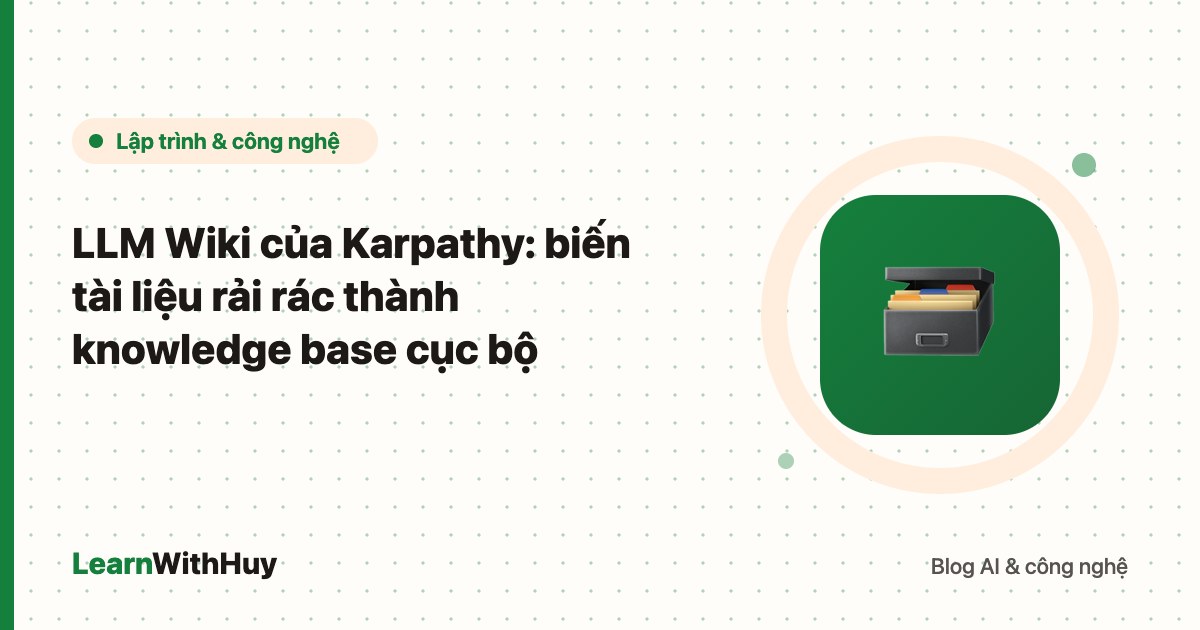 Lập trình & công nghệ
LLM Wiki của Karpathy: biến
tài liệu rải rác thành
knowledge base cục bộ
LearnWithHuy
Blog AI & công nghệ